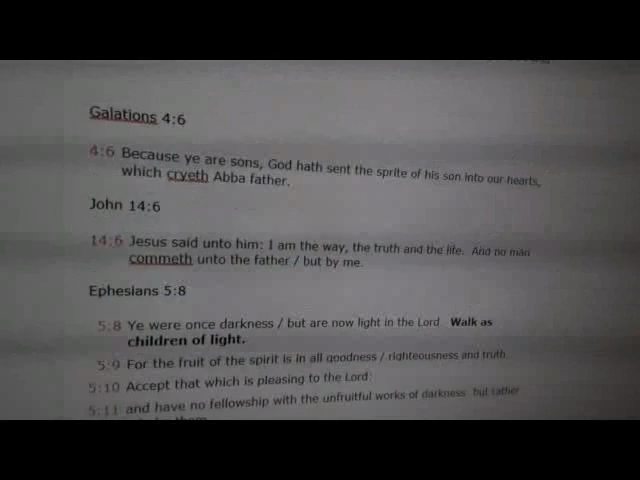 Galations 4:6
4:6 Because ye are sons, God hath sent the sprite of his son into our hearts,
which cryeth Abba father.
John 14:6
14:6 Jesus said unto him: I am the way, the truth and the life. And no man
commeth unto the father / but by me.
Ephesians 5:8
5:8 Ye were once darkness / but are now light in the Lord. Walk as
children of light.
5:9 For the fruit of the spirit is in all goodness / righteousness and truth.
5:10 Accept that which is pleasing to the Lord:
5:11 and have no fellowship with the unfruitful works of darkness: but rather